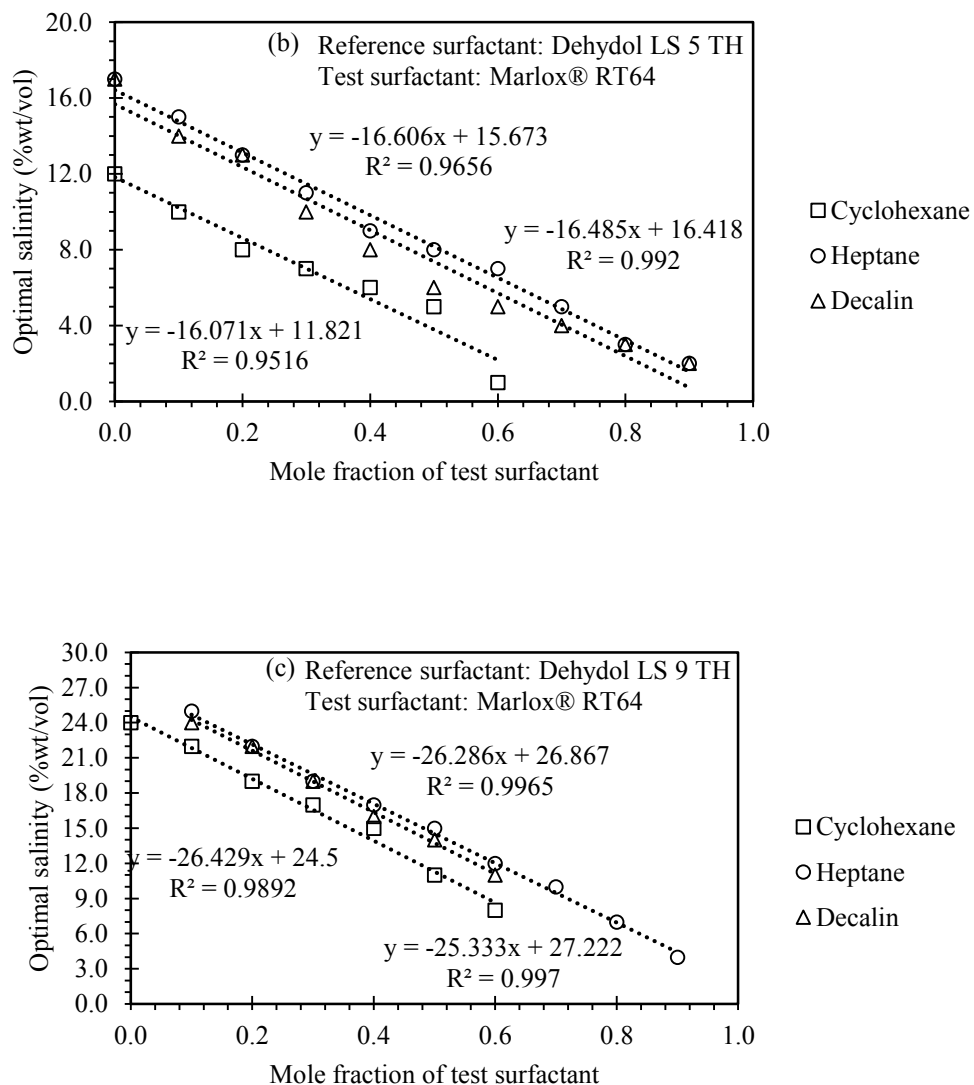 (b) Reference surfactant: Dehydol LS 5 TH
Test surfactant: Marlox® RT64
Optimal salinity (%wt/vol)
20.0
16.0
12.0
8.0
4.0
0.0
y = -16.606x + 15.673
R² = 0.9656
y = -16.485x + 16.418
R² = 0.992
y = -16.071x + 11.821
R² = 0.9516
0.0 0.2 0.4 0.6 0.8 1.0
Mole fraction of test surfactant
Cyclohexane
Heptane
Decalin
(c) Reference surfactant: Dehydol LS 9 TH
Test surfactant: Marlox® RT64
Optimal salinity (%wt/vol)
30.0
27.0
24.0
21.0
18.0
15.0
12.0
9.0
6.0
3.0
0.0
y = -26.286x + 26.867
R² = 0.9965
y = -26.429x + 24.5
R² = 0.9892
y = -25.333x + 27.222
R² = 0.997
0.0 0.2 0.4 0.6 0.8 1.0
Mole fraction of test surfactant
Cyclohexane
Heptane
Decalin